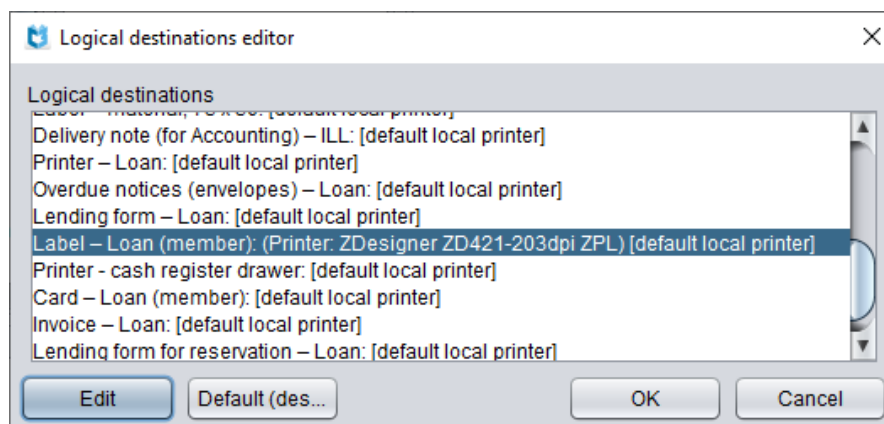 Logical destinations editor
Logical destinations
Label – material,
Delivery note (for Accounting) – ILL: [default local printer]
Printer – Loan: [default local printer]
Overdue notices (envelopes) – Loan: [default local printer]
Lending form – Loan: [default local printer]
Label – Loan (member): (Printer: ZDesigner ZD421-203dpi ZPL) [default local printer]
Printer - cash register drawer: [default local printer]
Card – Loan (member): [default local printer]
Invoice – Loan: [default local printer]
Lending form for reservation – Loan: [default local printer]
Edit
Default (des...
OK
Cancel